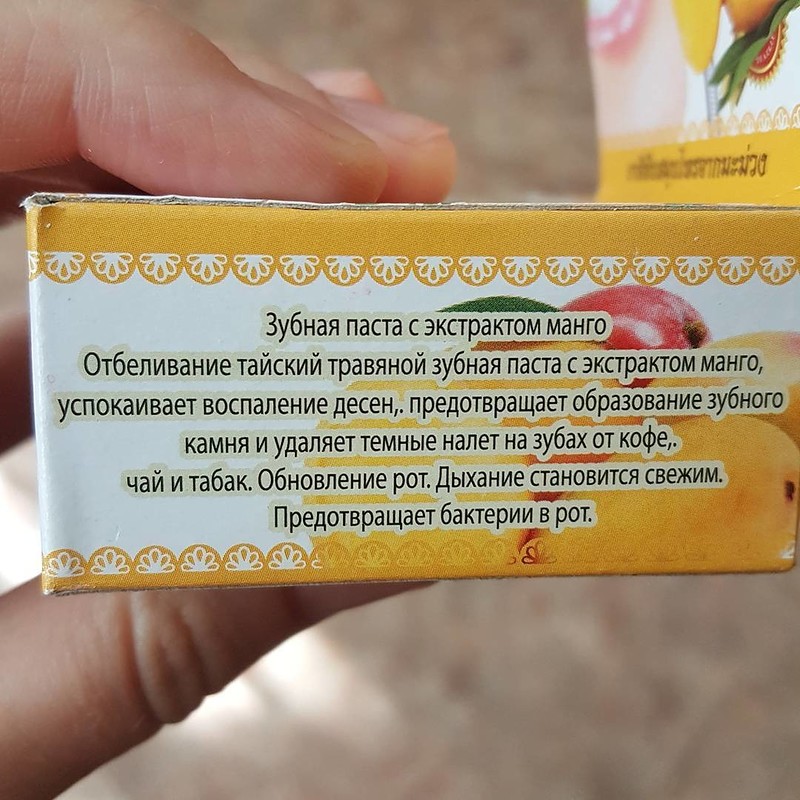 Зубная паста с экстрактом манго
Отбеливание тайский травяной зубная паста с экстрактом манго,
успокаивает воспаление десен,. предотвращает образование зубного
камня и удаляет темные налет на зубах от кофе,.
чай и табак. Обновление рот. Дыхание становится свежим.
Предотвращает бактерии в рот.